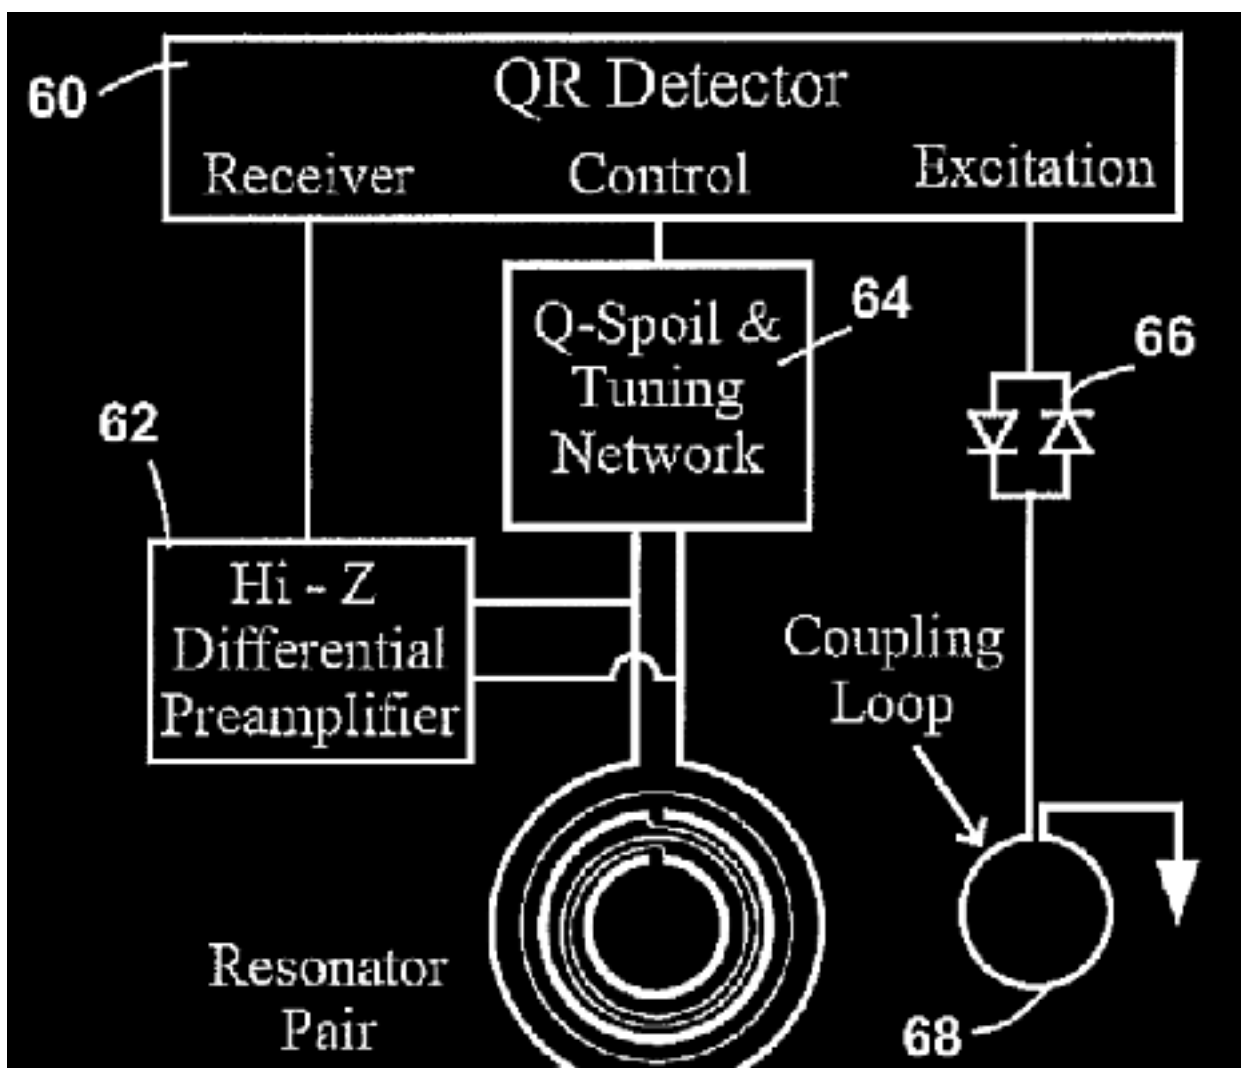 60
QR Detector
Receiver
Control
Excitation
Q-Spoil &
Tuning
Network
64
66
62
Hi - Z
Differential
Preamplifier
Coupling
Loop
Resonator
Pair
68